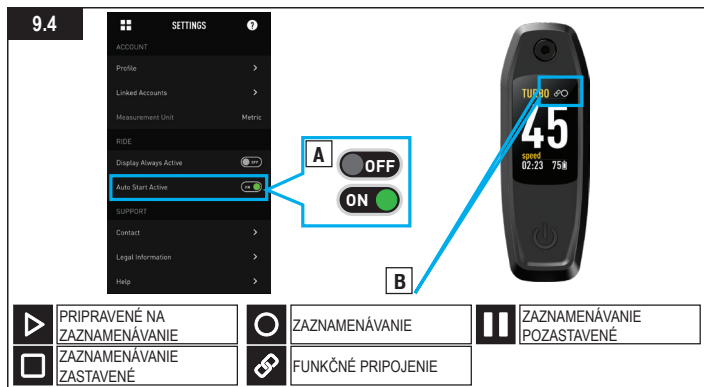 9.4
SETTINGS
?
ACCOUNT
Profile
Linked Accounts
Measurement Unit Metric
RIDE
Display Always Active OFF
Auto Start Active ON
SUPPORT
Contact
Legal Information
Help
A
OFF
ON
TURBO
45
speed
02:23 75
B
PRIPRAVENÉ NA
ZAZNAMENÁVANIE
ZAZNAMENÁVANIE
ZAZNAMENÁVANIE
POZASTAVENÉ
ZAZNAMENÁVANIE
ZASTAVENÉ
FUNKČNÉ PRIPOJENIE